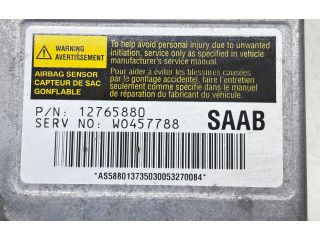 WARNING
AVERTISSEMENT
AIRBAG SENSOR
CAPTEUR DE SAC
GONFLABLE
To help avoid personal injury due to unwanted
initiation, service only as specified in vehicle
manufacturer's service manual.
Pour aider à éviter les blessures causées
par le gonflage accidentel, faire l'entretien
seulement comme spécifié dans le manuel
de réparation du fabricant du véhicule.
P/N: 12765880
SERV NO: W0457788
SAAB
*AS588013735030053270084*